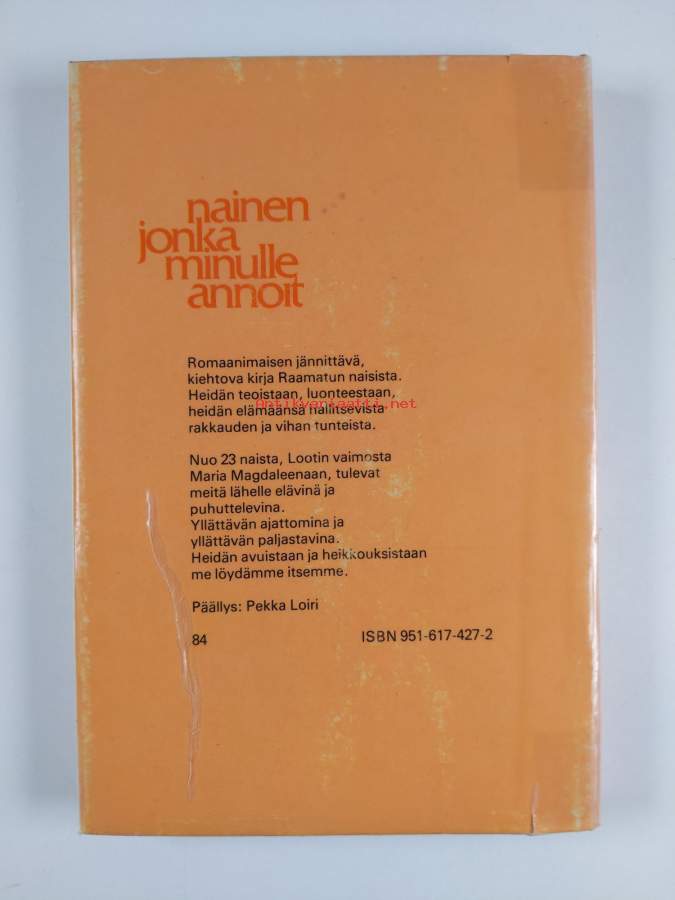 nainen
jonka
minulle
annoit
Romaanimaisen jännittävä,
kiehtova kirja Raamatun naisista.
Heidän teoistaan, luonteestaan,
Antikvariaatti.net
heidän elämäänsä hallitsevista
rakkauden ja vihan tunteista.
Nuo 23 naista, Lootin vaimosta
Maria Magdaleenaan, tulevat
meitä lähelle elävinä ja
puhuttelevina.
Yllättävän ajattomina ja
yllättävän paljastavina.
Heidän avuistaan ja heikkouksistaan
me löydämme itsemme.
Päällys: Pekka Loiri
84 ISBN 951-617-427-2